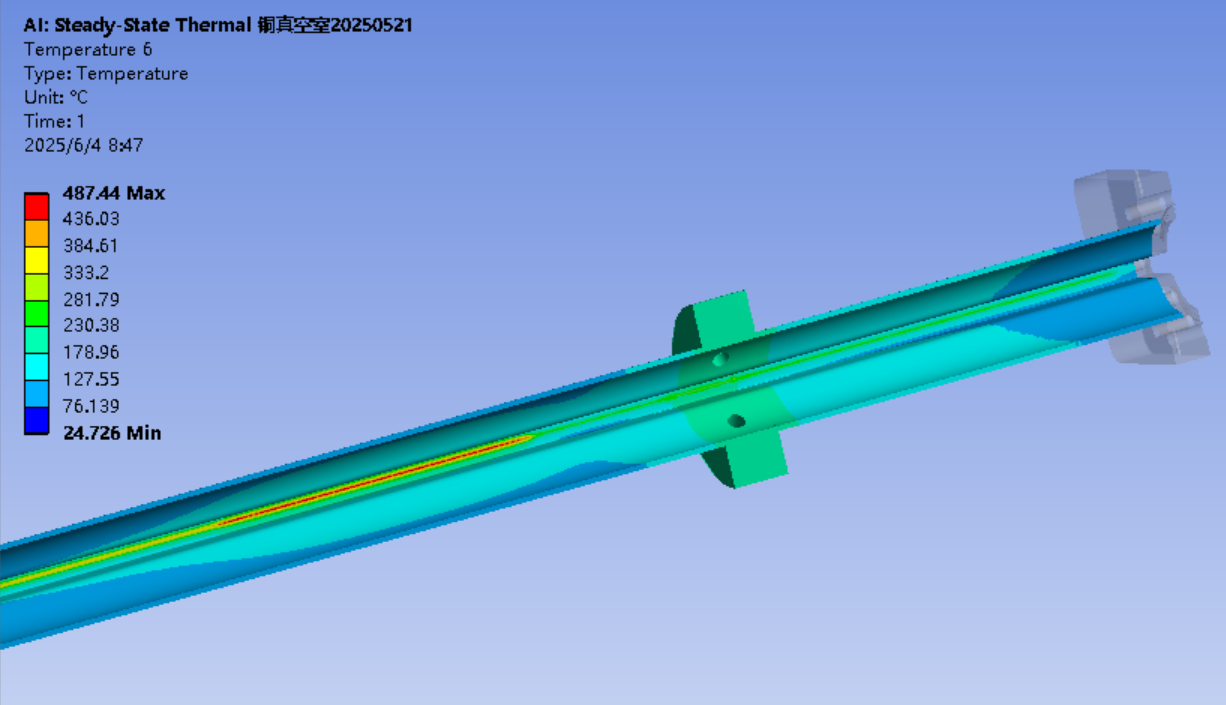 AI: Steady-State Thermal 铜真空室20250521
Temperature 6
Type: Temperature
Unit: °C
Time: 1
2025/6/4 8:47
487.44 Max
436.03
384.61
333.2
281.79
230.38
178.96
127.55
76.139
24.726 Min